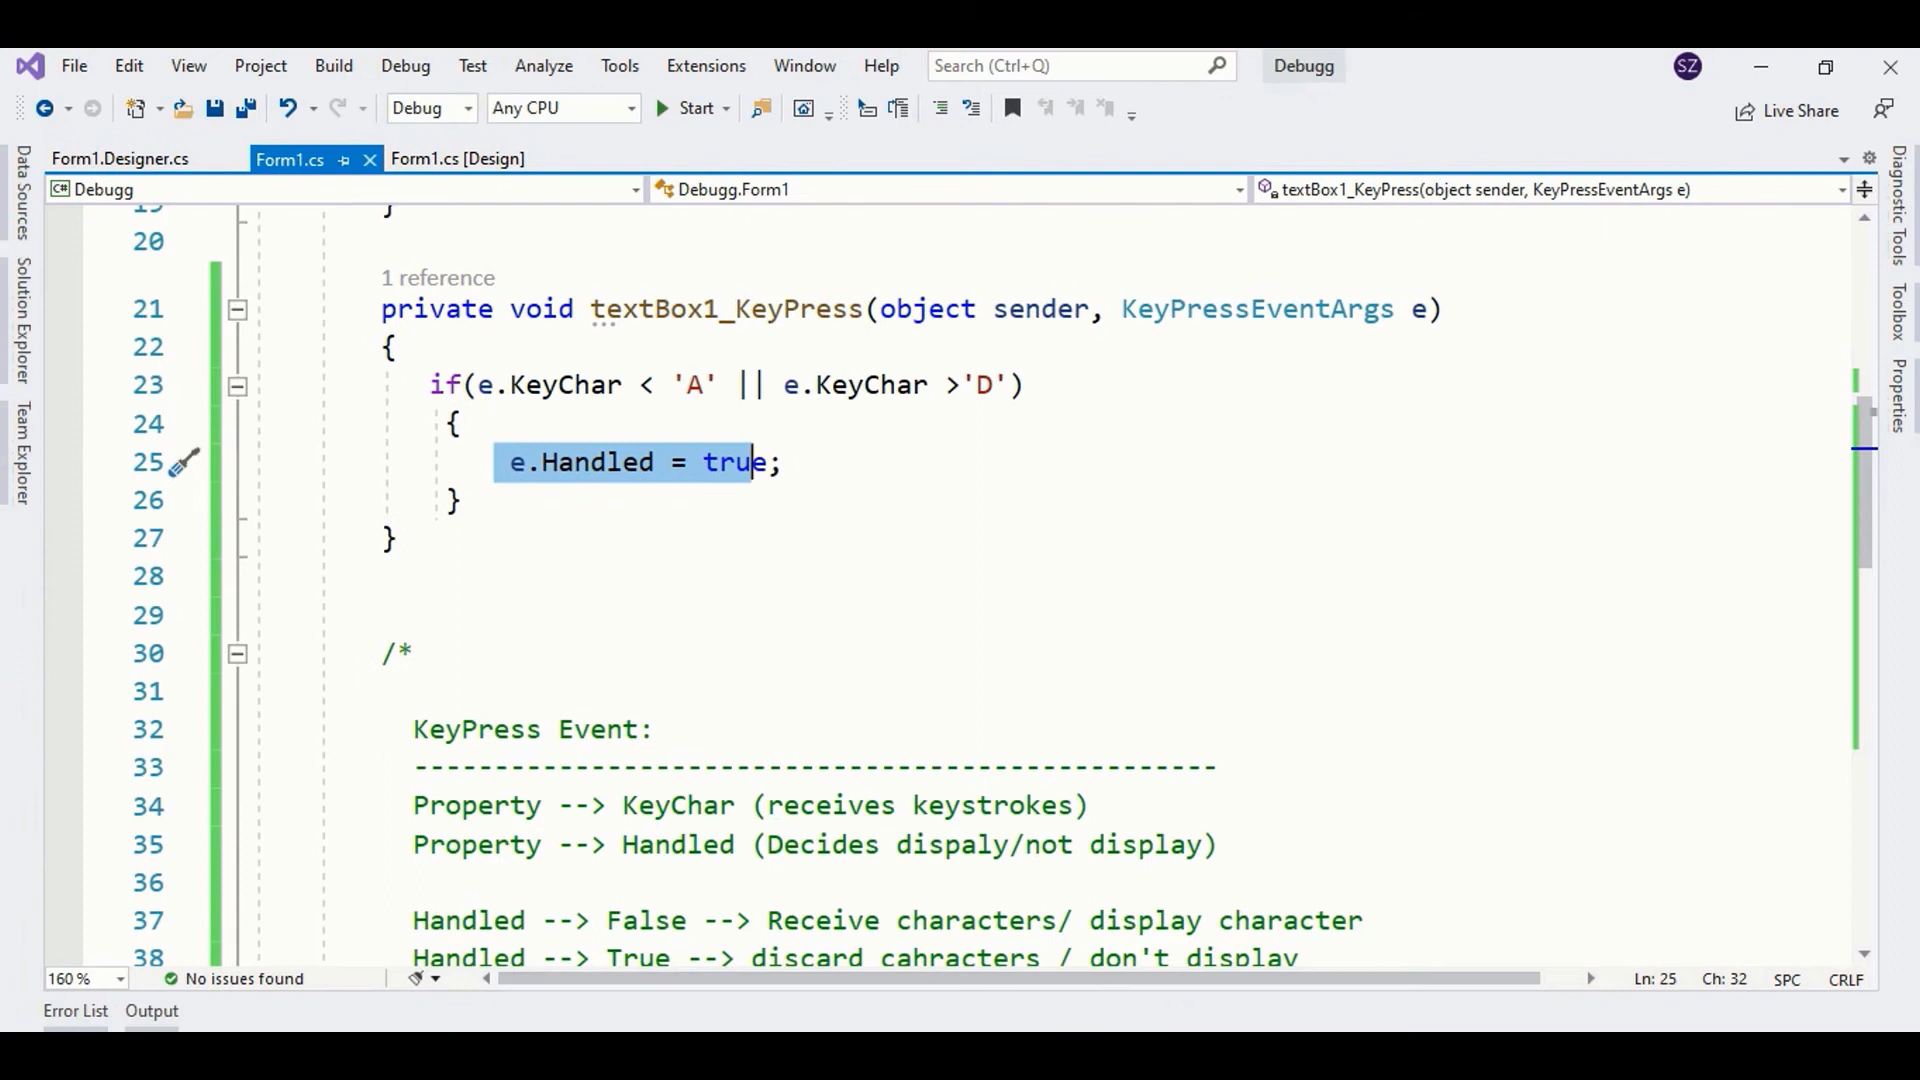 File Edit View Project Build Debug Test Analyze Tools Extensions Window Help Search (Ctrl+Q) Debugg SZ
Debug Any CPU Start Live Share
Form1.Designer.cs Form1.cs Form1.cs [Design]
C# Debugg Debugg.Form1 textBox1_KeyPress(object sender, KeyPressEventArgs e)
Data Sources
Solution Explorer
Team Explorer
Diagnostic Tools
Toolbox
Properties
19 }
20
1 reference
21 private void textBox1_KeyPress(object sender, KeyPressEventArgs e)
22 {
23 if(e.KeyChar < 'A' || e.KeyChar >'D')
24 {
25 e.Handled = true;
26 }
27 }
28
29
30 /*
31
32 KeyPress Event:
33 --------------------------------------------------
34 Property --> KeyChar (receives keystrokes)
35 Property --> Handled (Decides dispaly/not display)
36
37 Handled --> False --> Receive characters/ display character
38 Handled --> True --> discard cahracters / don't display
160 % No issues found Ln: 25 Ch: 32 SPC CRLF
Error List Output